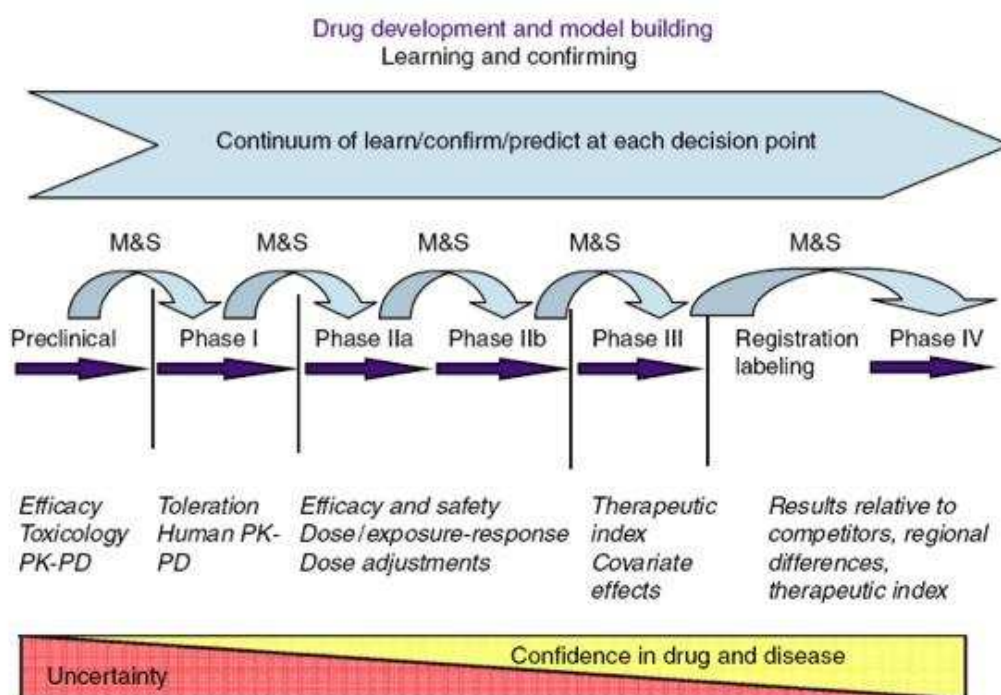 Drug development and model building
Learning and confirming
Continuum of learn/confirm/predict at each decision point
M&S M&S M&S M&S M&S
Preclinical Phase I Phase IIa Phase IIb Phase III Registration labeling Phase IV
Efficacy
Toxicology
PK-PD
Toleration
Human PK-
PD
Efficacy and safety
Dose/exposure-response
Dose adjustments
Therapeutic
index
Covariate
effects
Results relative to
competitors, regional
differences,
therapeutic index
Confidence in drug and disease
Uncertainty